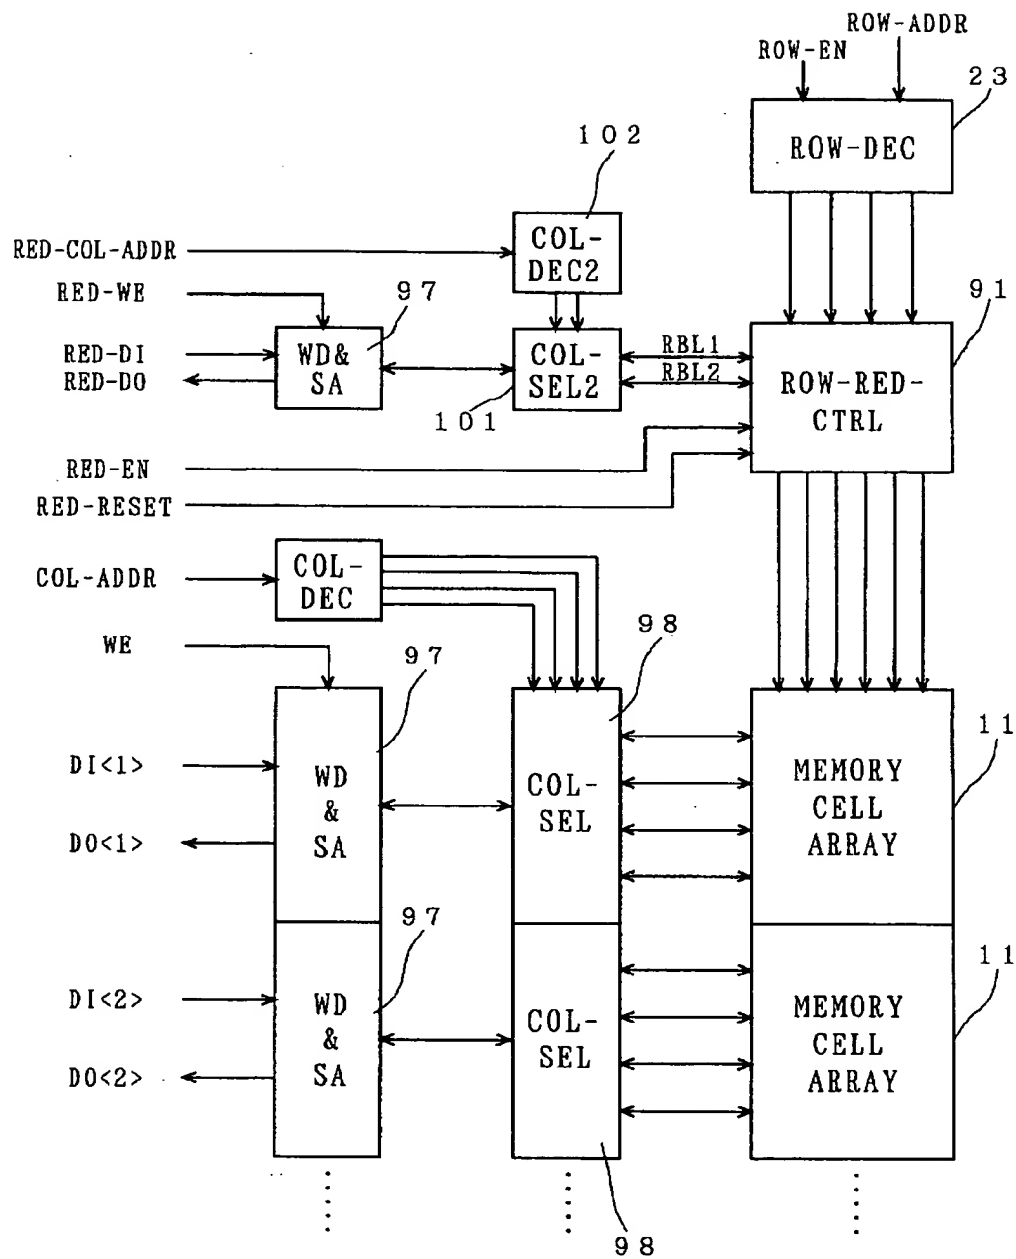 ROW-ADDR
ROW-EN
23
ROW-DEC
102
COL-
DEC2
RED-COL-ADDR
RED-WE
97
91
RED-DI
RED-DO
WD&
SA
COL-
SEL2
RBL1
RBL2
ROW-RED-
CTRL
101
RED-EN
RED-RESET
COL-ADDR
COL-
DEC
WE
97
98
11
DI<1>
DO<1>
WD
&
SA
COL-
SEL
MEMORY
CELL
ARRAY
97
11
DI<2>
DO<2>
WD
&
SA
COL-
SEL
MEMORY
CELL
ARRAY
98